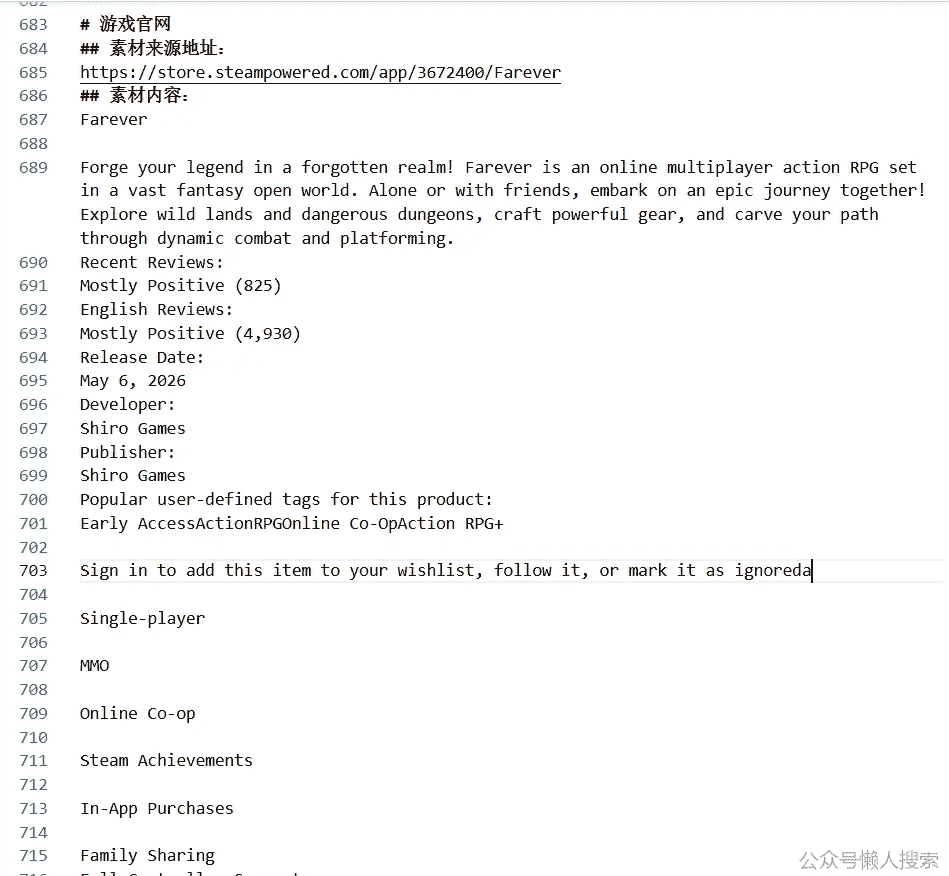 683 # 游戏官网
684 ## 素材来源地址:
685 https://store.steampowered.com/app/3672400/Farever
686 ## 素材内容:
687 Farever
688
689 Forge your legend in a forgotten realm! Farever is an online multiplayer action RPG set
in a vast fantasy open world. Alone or with friends, embark on an epic journey together!
Explore wild lands and dangerous dungeons, craft powerful gear, and carve your path
through dynamic combat and platforming.
690 Recent Reviews:
691 Mostly Positive (825)
692 English Reviews:
693 Mostly Positive (4,930)
694 Release Date:
695 May 6, 2026
696 Developer:
697 Shiro Games
698 Publisher:
699 Shiro Games
700 Popular user-defined tags for this product:
701 Early AccessActionRPGOnline Co-OpAction RPG+
702
703 Sign in to add this item to your wishlist, follow it, or mark it as ignoreda
704
705 Single-player
706
707 MMO
708
709 Online Co-op
710
711 Steam Achievements
712
713 In-App Purchases
714
715 Family Sharing
公众号懒人搜索